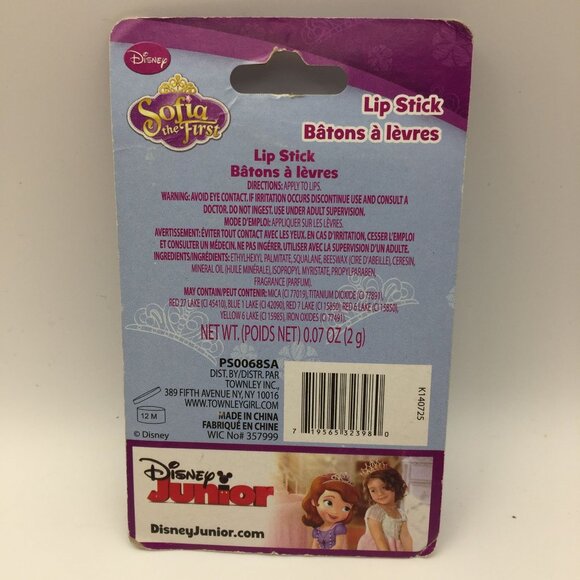 Disney
Sofia
the First
Lip Stick
Bâtons à lèvres
Lip Stick
Bâtons à lèvres
DIRECTIONS: APPLY TO LIPS.
WARNING: AVOID EYE CONTACT. IF IRRITATION OCCURS DISCONTINUE USE AND CONSULT A
DOCTOR. DO NOT INGEST. USE UNDER ADULT SUPERVISION.
MODE D'EMPLOI: APPLIQUER SUR LES LÈVRES.
AVERTISSEMENT: ÉVITER TOUT CONTACT AVEC LES YEUX. EN CAS D'IRRITATION, CESSER L'EMPLOI
ET CONSULTER UN MÉDECIN. NE PAS INGÉRER. UTILISER AVEC LA SUPERVISION D'UN ADULTE.
INGREDIENTS/INGRÉDIENTS: ETHYLHEXYL PALMITATE, SQUALANE, BEESWAX (CIRE D'ABEILLE), CERESIN,
MINERAL OIL (HUILE MINÉRALE), ISOPROPYL MYRISTATE, PROPYLPARABEN,
FRAGRANCE (PARFUM).
MAY CONTAIN/PEUT CONTENIR: MICA (CI 77019), TITANIUM DIOXIDE (CI 77891),
RED 27 LAKE (CI 45410), BLUE 1 LAKE (CI 42090), RED 7 LAKE (CI 15850), RED 6 LAKE (CI 15850),
YELLOW 6 LAKE (CI 15985), IRON OXIDES (CI 77491).
NET WT. (POIDS NET) 0.07 OZ (2 g)
PS0068SA
DIST. BY/DISTR. PAR
TOWNLEY INC.,
389 FIFTH AVENUE NY, NY 10016
WWW.TOWNLEYGIRL.COM
MADE IN CHINA
FABRIQUÉ EN CHINE
WIC No# 357999
12 M
© Disney
7 19565 32398 0
K140725
Disney
Junior
DisneyJunior.com